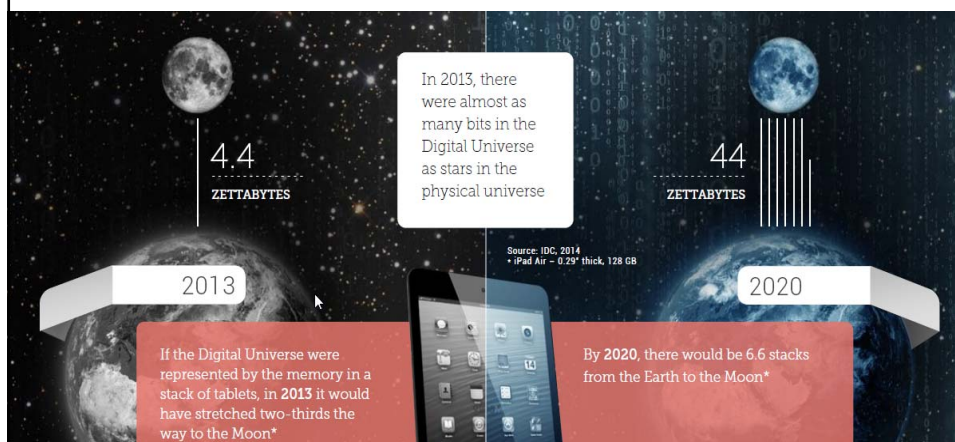 In 2013, there
were almost as
many bits in the
Digital Universe
as stars in the
physical universe
4.4
ZETTABYTES
44
ZETTABYTES
Source: IDC, 2014
• iPad Air – 0.29" thick, 128 GB
2013
2020
If the Digital Universe were
represented by the memory in a
stack of tablets, in 2013 it would
have stretched two-thirds the
way to the Moon*
By 2020, there would be 6.6 stacks
from the Earth to the Moon*